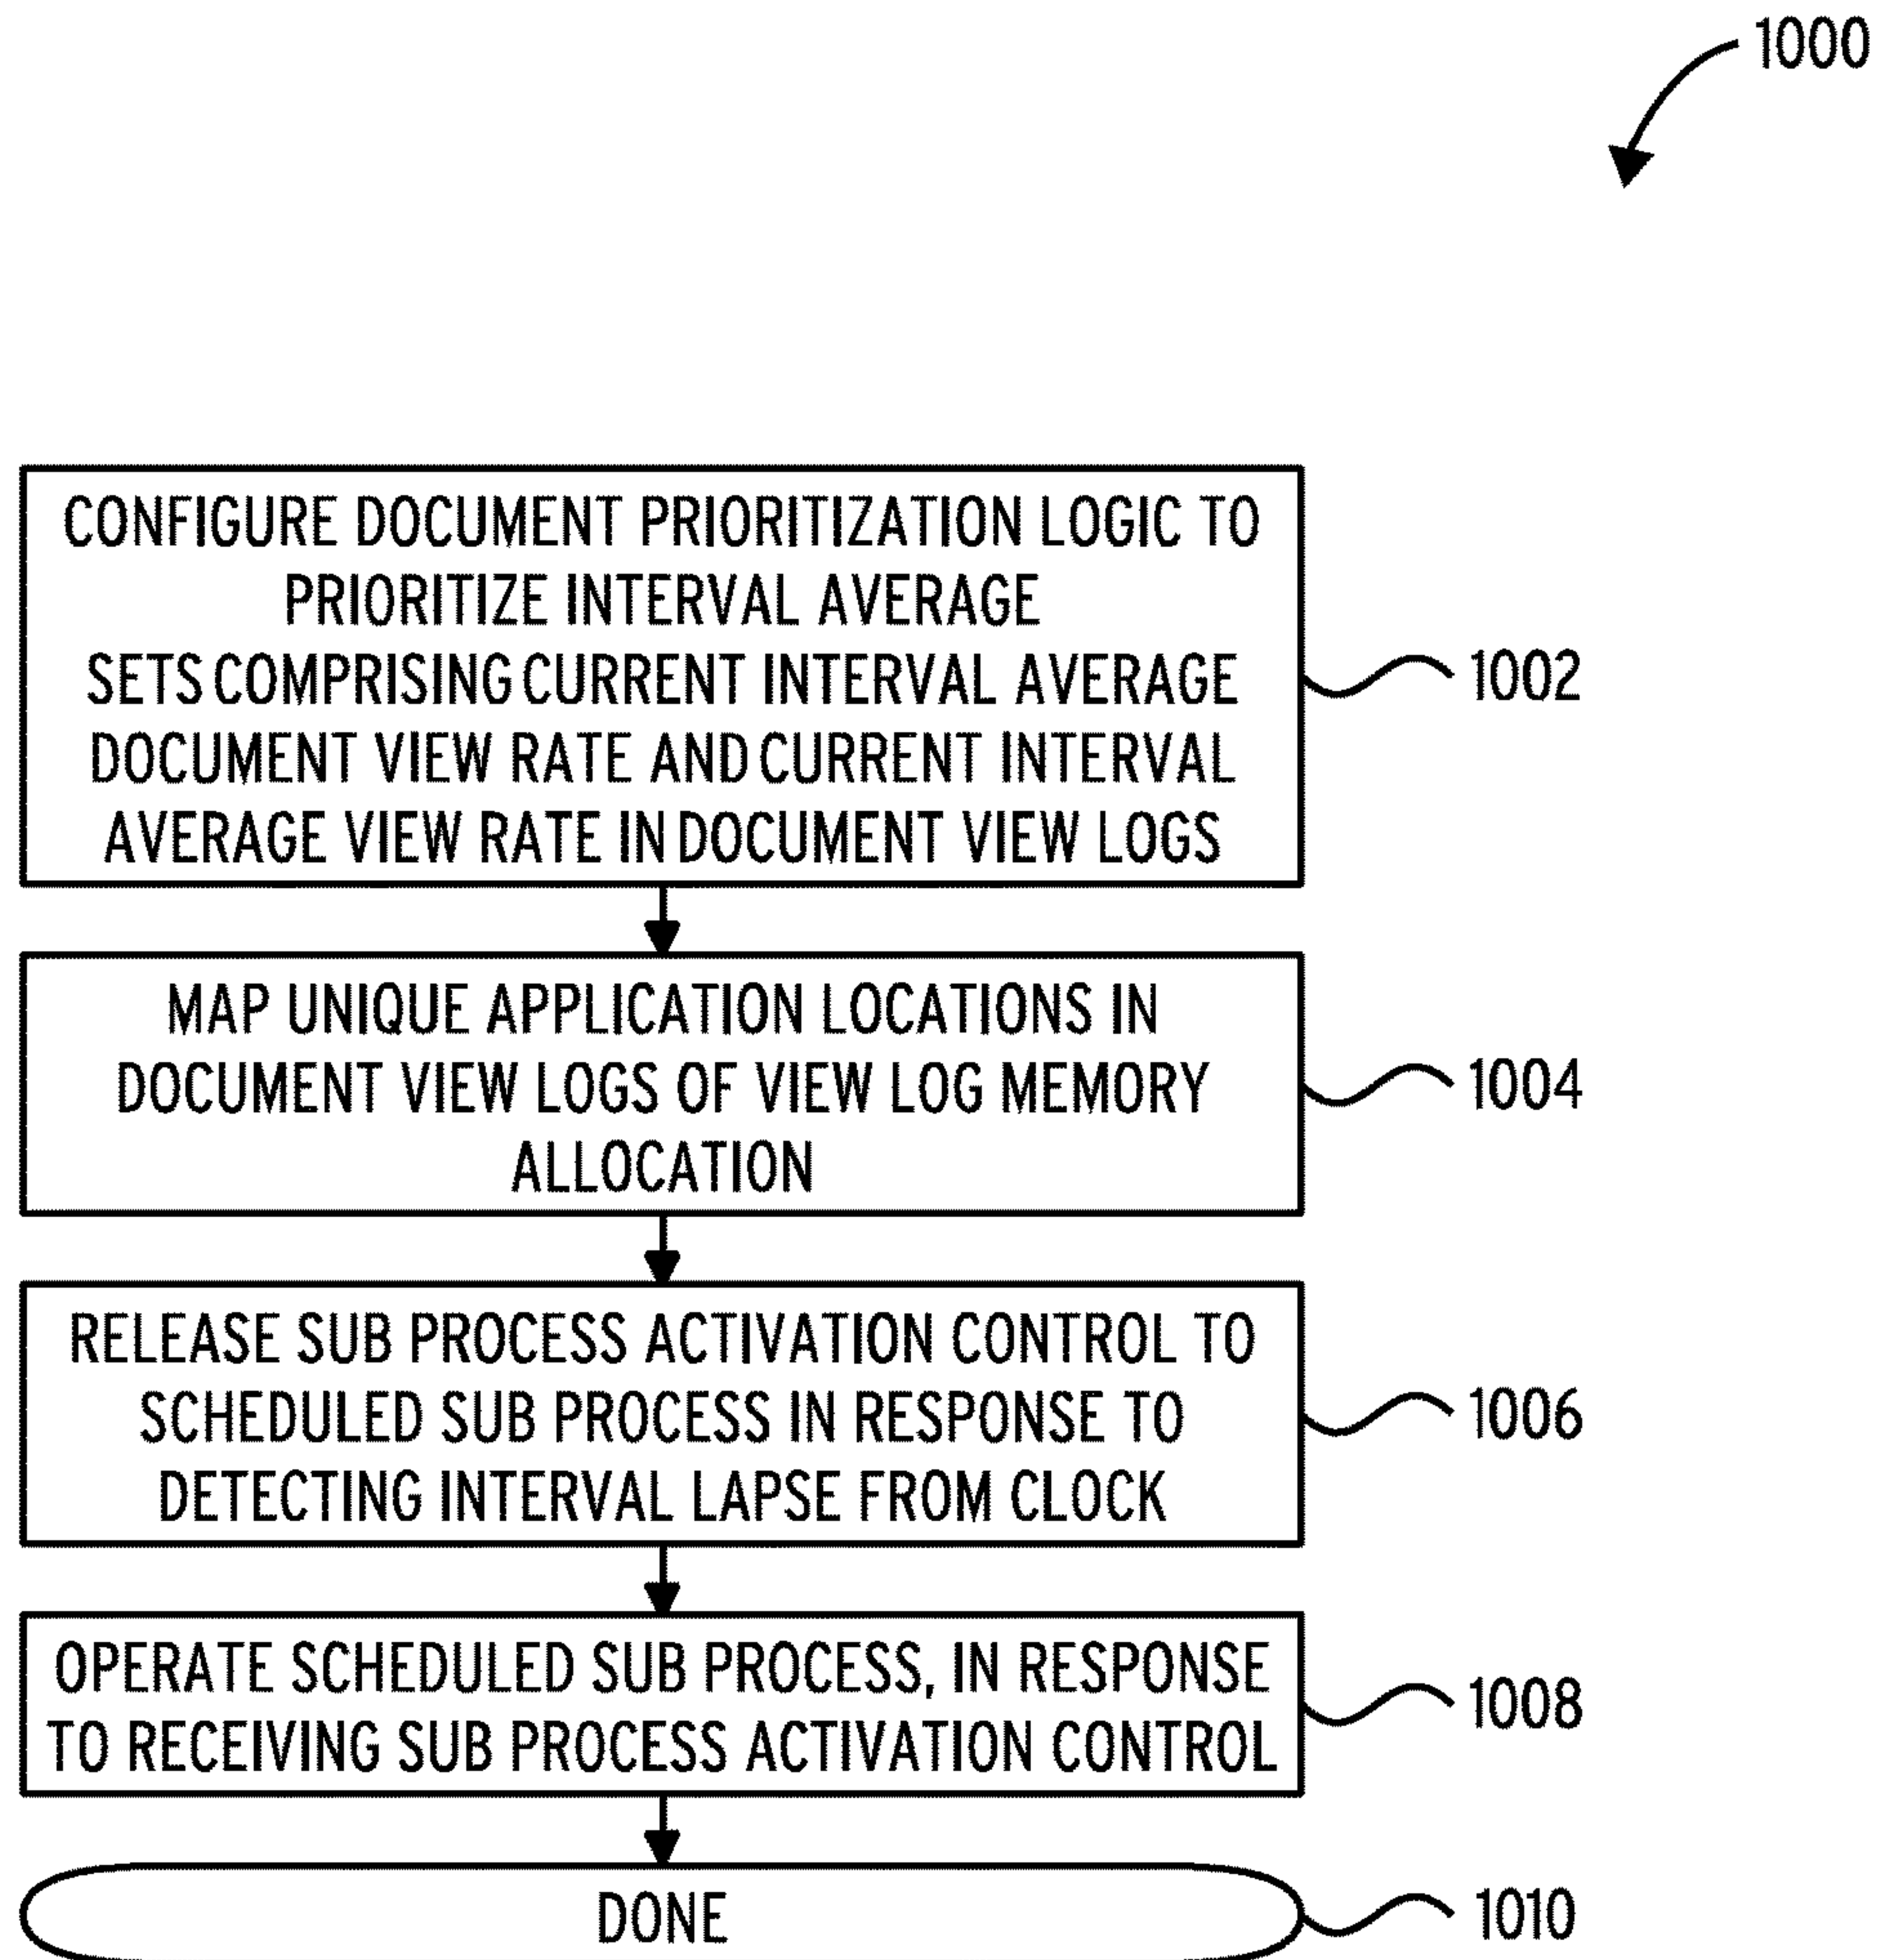 1000
CONFIGURE DOCUMENT PRIORITIZATION LOGIC TO
PRIORITIZE INTERVAL AVERAGE
SETS COMPRISING CURRENT INTERVAL AVERAGE
DOCUMENT VIEW RATE AND CURRENT INTERVAL
AVERAGE VIEW RATE IN DOCUMENT VIEW LOGS
1002
MAP UNIQUE APPLICATION LOCATIONS IN
DOCUMENT VIEW LOGS OF VIEW LOG MEMORY
ALLOCATION
1004
RELEASE SUB PROCESS ACTIVATION CONTROL TO
SCHEDULED SUB PROCESS IN RESPONSE TO
DETECTING INTERVAL LAPSE FROM CLOCK
1006
OPERATE SCHEDULED SUB PROCESS, IN RESPONSE
TO RECEIVING SUB PROCESS ACTIVATION CONTROL
1008
DONE
1010